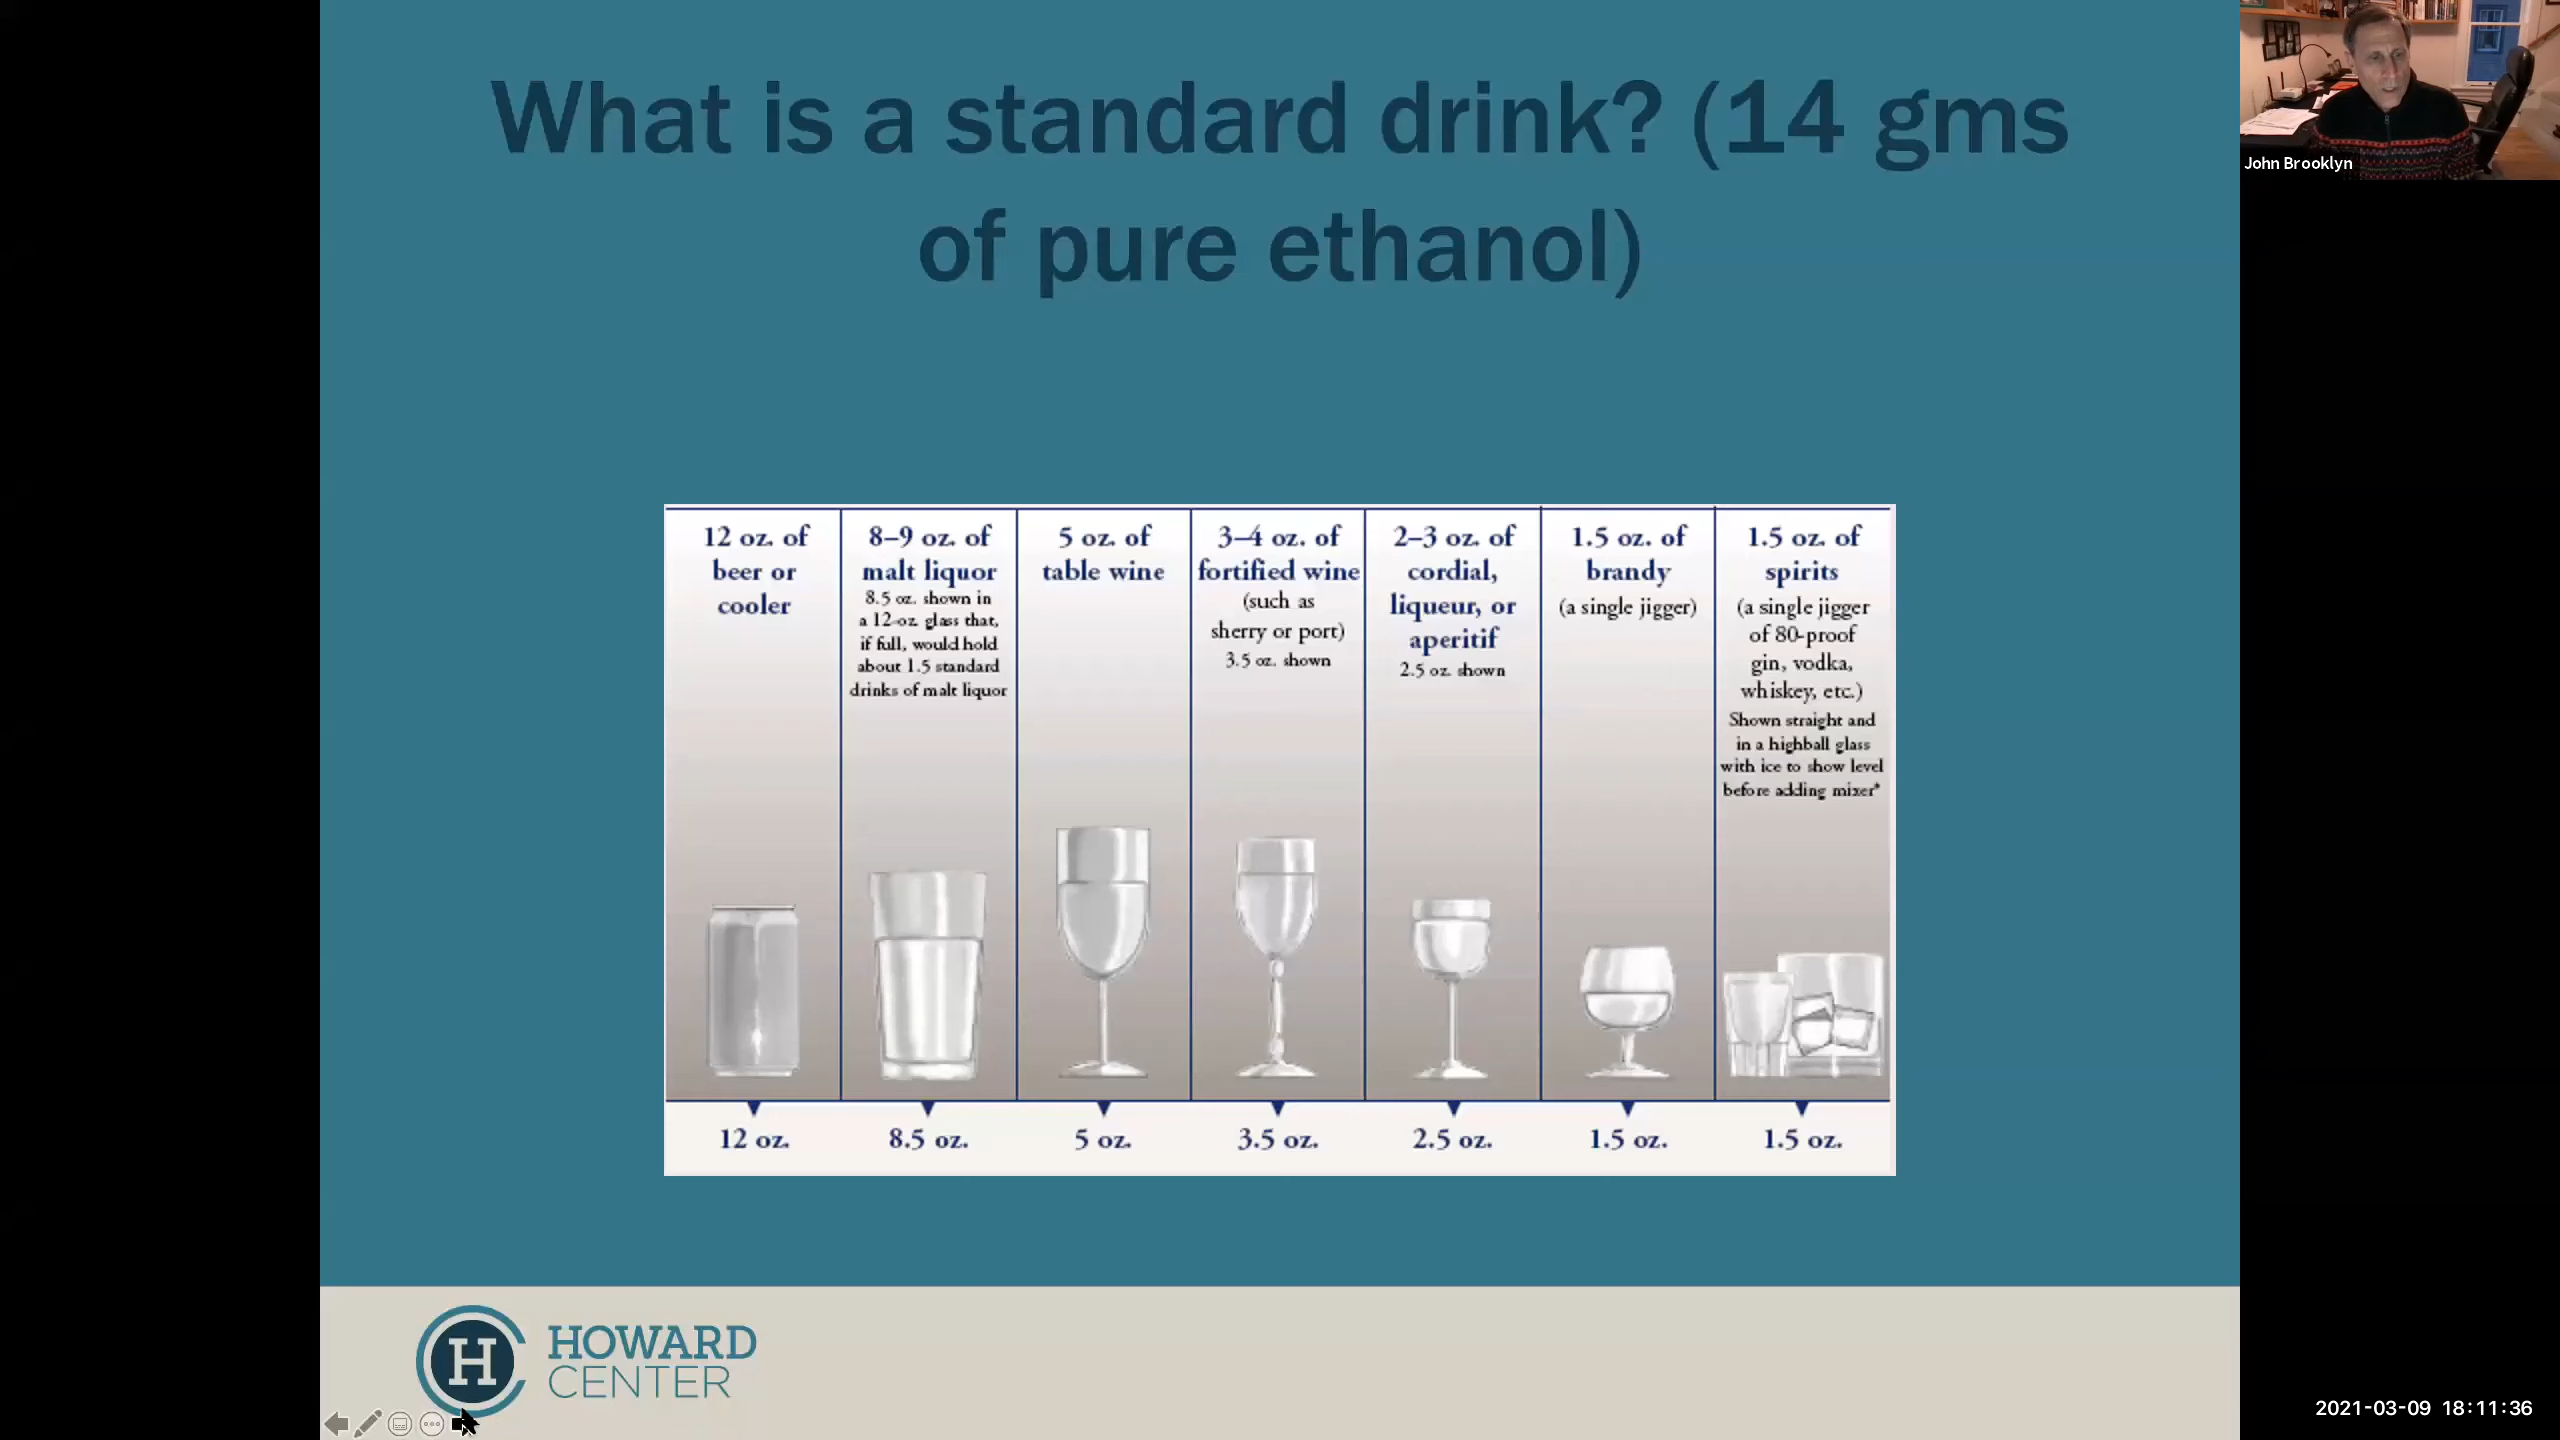 What is a standard drink? (14 gms
of pure ethanol)
John Brooklyn
12 oz. of
beer or
cooler
8–9 oz. of
malt liquor
8.5 oz. shown in
a 12-oz. glass that,
if full, would hold
about 1.5 standard
drinks of malt liquor
5 oz. of
table wine
3–4 oz. of
fortified wine
(such as
sherry or port)
3.5 oz. shown
2–3 oz. of
cordial,
liqueur, or
aperitif
2.5 oz. shown
1.5 oz. of
brandy
(a single jigger)
1.5 oz. of
spirits
(a single jigger
of 80-proof
gin, vodka,
whiskey, etc.)
Shown straight and
in a highball glass
with ice to show level
before adding mixer*
12 oz.
8.5 oz.
5 oz.
3.5 oz.
2.5 oz.
1.5 oz.
1.5 oz.
H
HOWARD
CENTER
2021-03-09 18:11:36